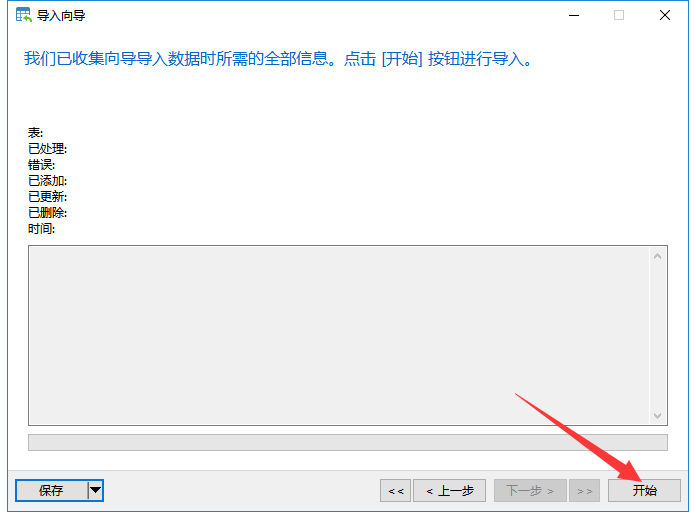 导入向导
我们已收集向导导入数据时所需的全部信息。点击 [开始] 按钮进行导入。
表:
已处理:
错误:
已添加:
已更新:
已删除:
时间:
保存
<<
< 上一步
下一步 >
>>
开始